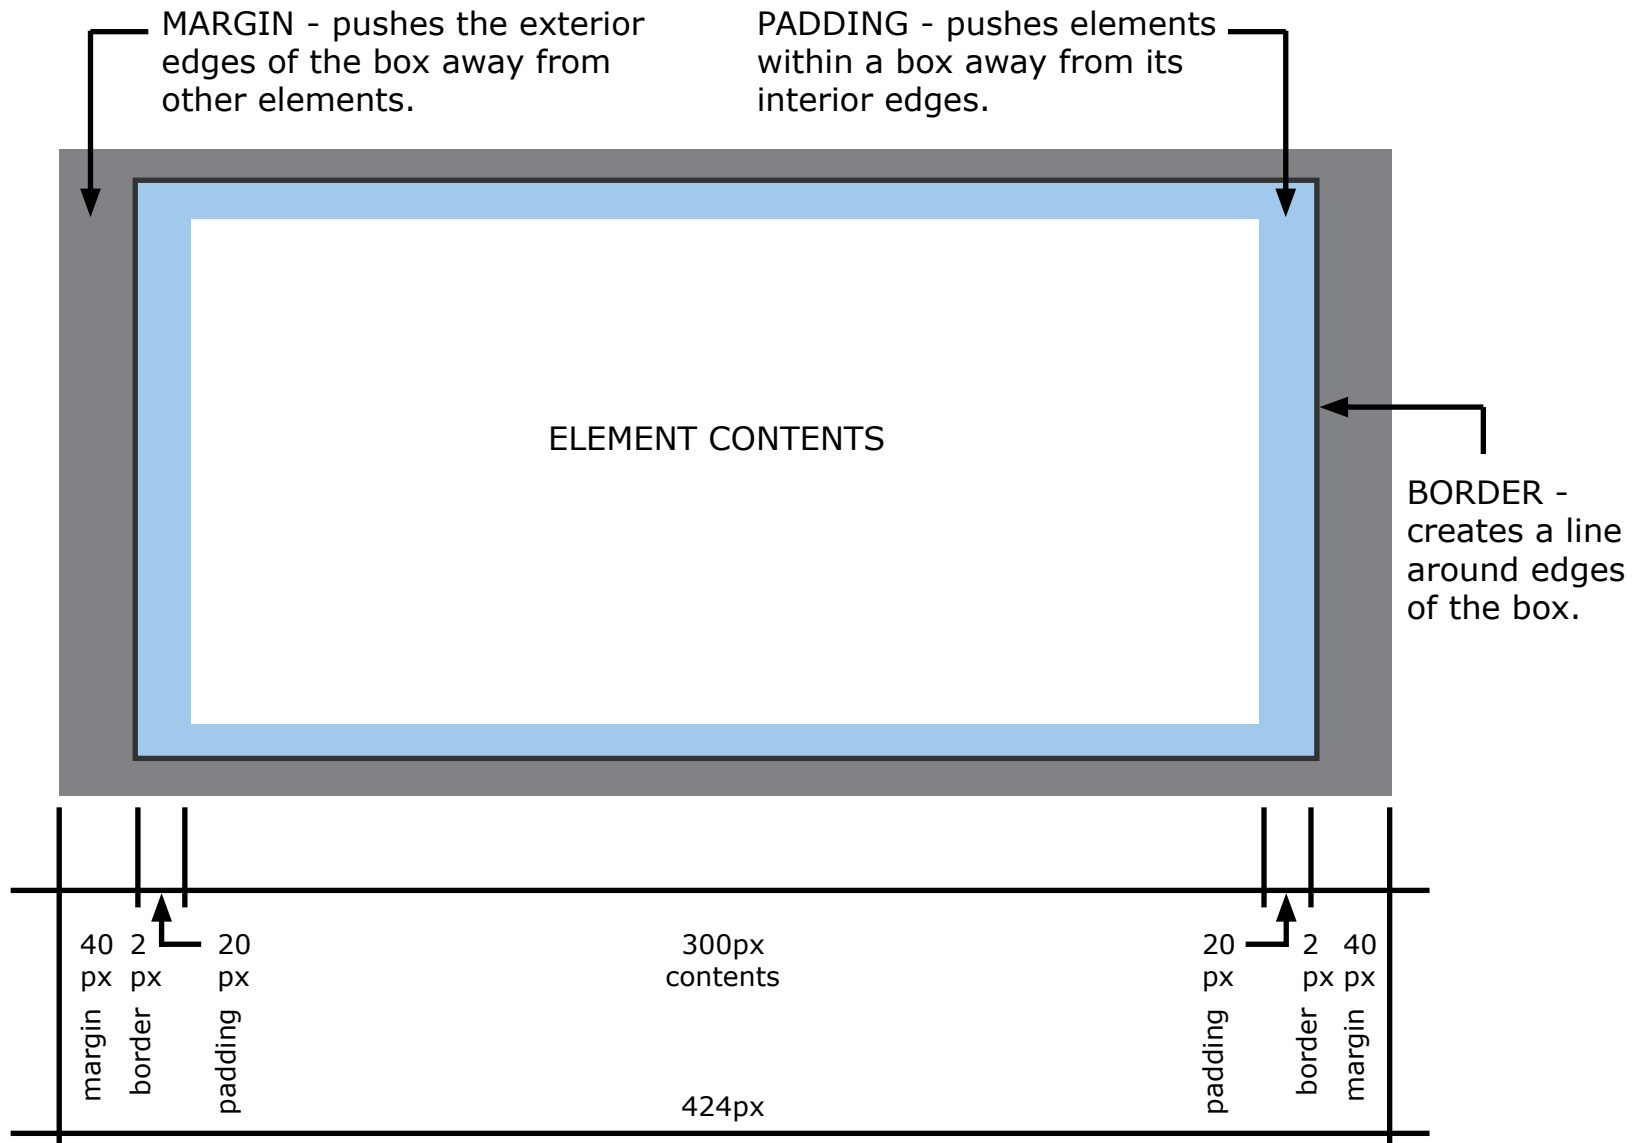 MARGIN - pushes the exterior
edges of the box away from
other elements.
PADDING - pushes elements
within a box away from its
interior edges.
ELEMENT CONTENTS
BORDER -
creates a line
around edges
of the box.
40
px
margin
2
px
border
20
px
padding
300px
contents
20
px
padding
2
px
border
40
px
margin
424px